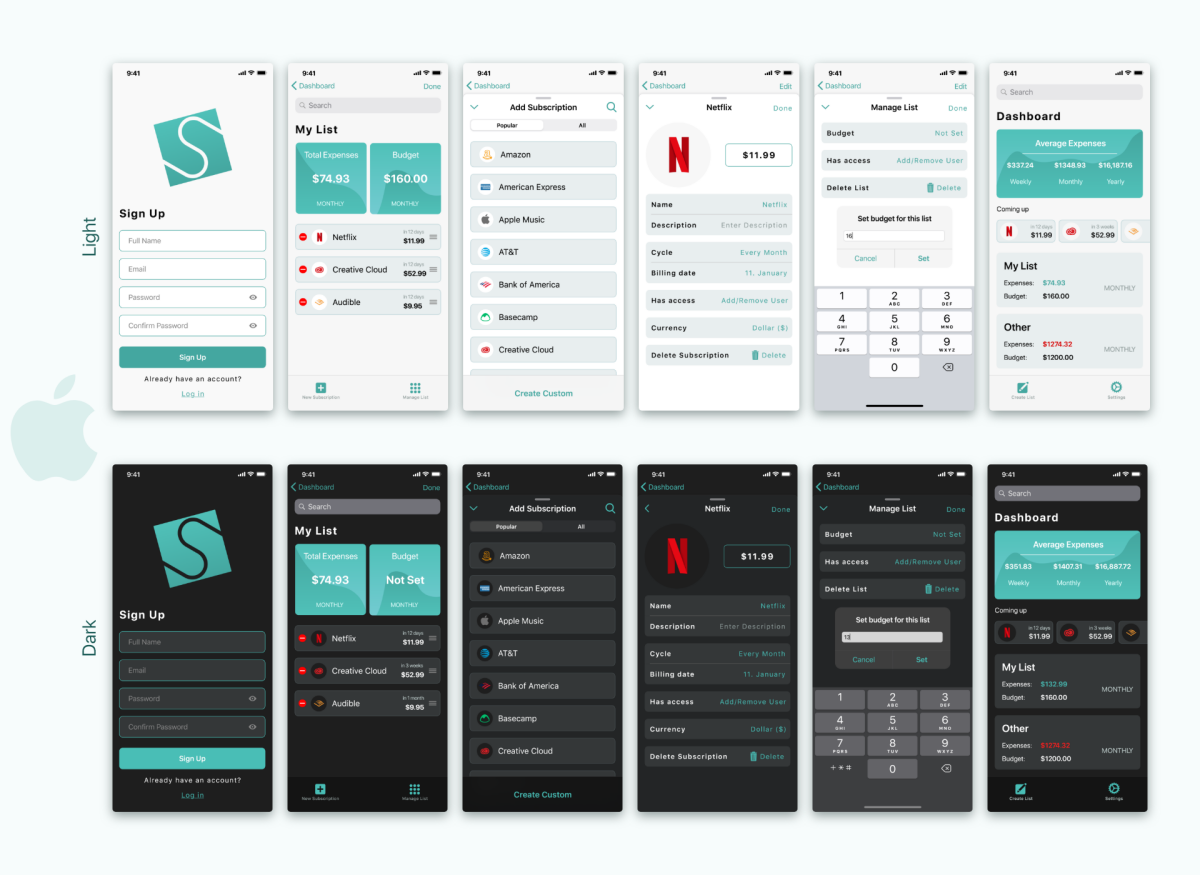 Light
9:41
Sign Up
Full Name
Email
Password
Confirm Password
Sign Up
Already have an account?
Log in
9:41
Dashboard
Done
Search
My List
Total Expenses
$74.93
MONTHLY
Budget
$160.00
MONTHLY
Netflix
in 12 days
$11.99
Creative Cloud
in 12 days
$52.99
Audible
in 12 days
$9.95
New Subscription
Manage List
9:41
Dashboard
Add Subscription
Popular
All
Amazon
American Express
Apple Music
AT&T
Bank of America
Basecamp
Creative Cloud
Create Custom
9:41
Dashboard
Edit
Netflix
Done
$11.99
Name
Netflix
Description
Enter Description
Cycle
Every Month
Billing date
11. January
Has access
Add/Remove User
Currency
Dollar ($)
Delete Subscription
Delete
9:41
Dashboard
Edit
Manage List
Done
Budget
Not Set
Has access
Add/Remove User
Delete List
Delete
Set budget for this list
16
Cancel
Set
1
2
ABC
3
DEF
4
GHI
5
JKL
6
MNO
7
PQRS
8
TUV
9
WXYZ
0
9:41
Search
Dashboard
Average Expenses
$337.24
$1348.93
$16,187.16
Weekly
Monthly
Yearly
Coming up
in 12 days
$11.99
in 3 weeks
$52.99
My List
Expenses:
$74.93
Budget:
$160.00
MONTHLY
Other
Expenses:
$1274.32
Budget:
$1200.00
MONTHLY
Create List
Settings
Dark
9:41
Sign Up
Full Name
Email
Password
Confirm Password
Sign Up
Already have an account?
Log in
9:41
Dashboard
Done
Search
My List
Total Expenses
$74.93
MONTHLY
Budget
Not Set
MONTHLY
Netflix
In 12 days
$11.99
Creative Cloud
in 3 weeks
$52.99
Audible
In 1 month
$9.95
New Subscription
Manage List
9:41
Dashboard
Add Subscription
Popular
All
Amazon
American Express
Apple Music
AT&T
Bank of America
Basecamp
Creative Cloud
Create Custom
9:41
Dashboard
Netflix
Done
$11.99
Name
Netflix
Description
Enter Description
Cycle
Every Month
Billing date
11. January
Has access
Add/Remove User
Currency
Dollar ($)
Delete Subscription
Delete
9:41
Dashboard
Manage List
Done
Budget
Not Set
Has access
Add/Remove User
Delete List
Delete
Set budget for this list
13
Cancel
Set
1
2
ABC
3
DEF
4
GHI
5
JKL
6
MNO
7
PQRS
8
TUV
9
WXYZ
+ * #
0
9:41
Search
Dashboard
Average Expenses
$351.83
$1407.31
$16,887.72
Weekly
Monthly
Yearly
Coming up
in 12 days
$11.99
in 3 weeks
$52.99
My List
Expenses:
$132.99
Budget:
$160.00
MONTHLY
Other
Expenses:
$1274.32
Budget:
$1200.00
MONTHLY
Create List
Settings